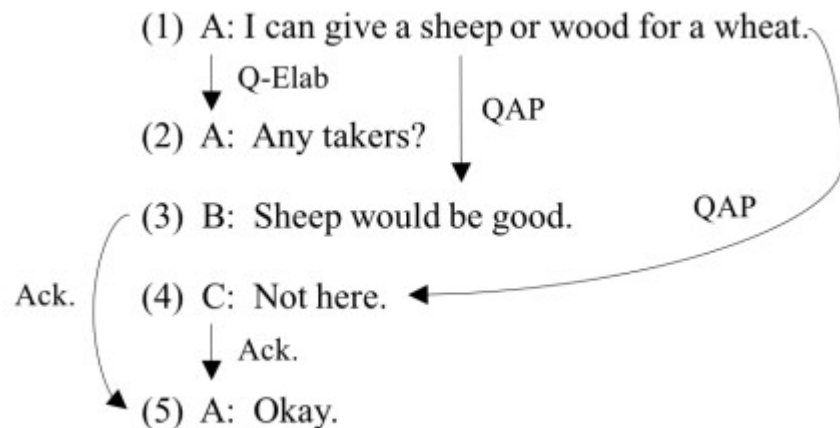 (1) A: I can give a sheep or wood for a wheat.
Q-Elab
QAP
(2) A: Any takers?
(3) B: Sheep would be good.
QAP
Ack.
(4) C: Not here.
Ack.
(5) A: Okay.